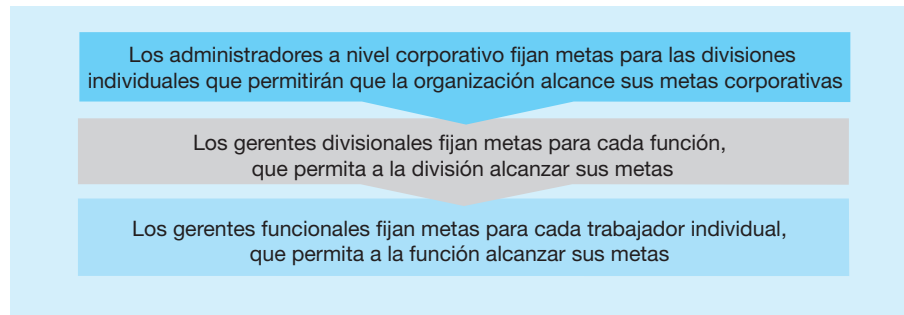 Los administradores a nivel corporativo fijan metas para las divisiones
individuales que permitirán que la organización alcance sus metas corporativas
Los gerentes divisionales fijan metas para cada función,
que permita a la división alcanzar sus metas
Los gerentes funcionales fijan metas para cada trabajador individual,
que permita a la función alcanzar sus metas